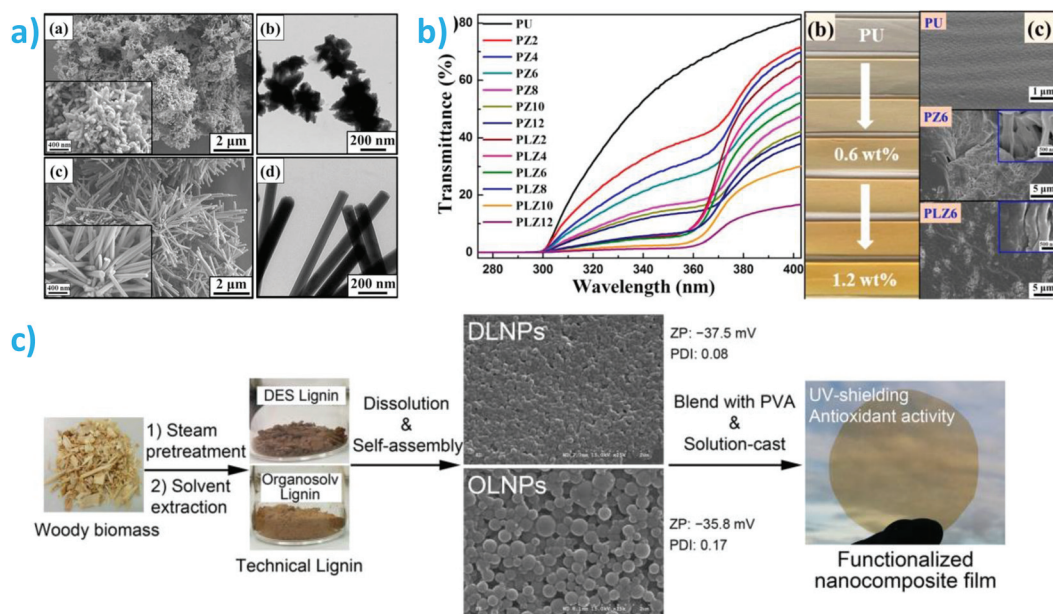 a)
(a)
400 nm
2 μm
(b)
200 nm
(c)
400 nm
2 μm
(d)
200 nm
b)
Transmittance (%)
80
60
40
20
0
PU
PZ2
PZ4
PZ6
PZ8
PZ10
PZ12
PLZ2
PLZ4
PLZ6
PLZ8
PLZ10
PLZ12
280
300
320
340
360
380
400
Wavelength (nm)
(b)
PU
0.6 wt%
1.2 wt%
PU
(c)
1 μm
PZ6
5 μm
PLZ6
5 μm
c)
Woody biomass
1) Steam
pretreatment
2) Solvent
extraction
DES Lignin
Organosolv
Lignin
Technical Lignin
Dissolution
&
Self-assembly
DLNPs
OLNPs
ZP: −37.5 mV
PDI: 0.08
ZP: −35.8 mV
PDI: 0.17
Blend with PVA
&
Solution-cast
UV-shielding
Antioxidant activity
Functionalized
nanocomposite film